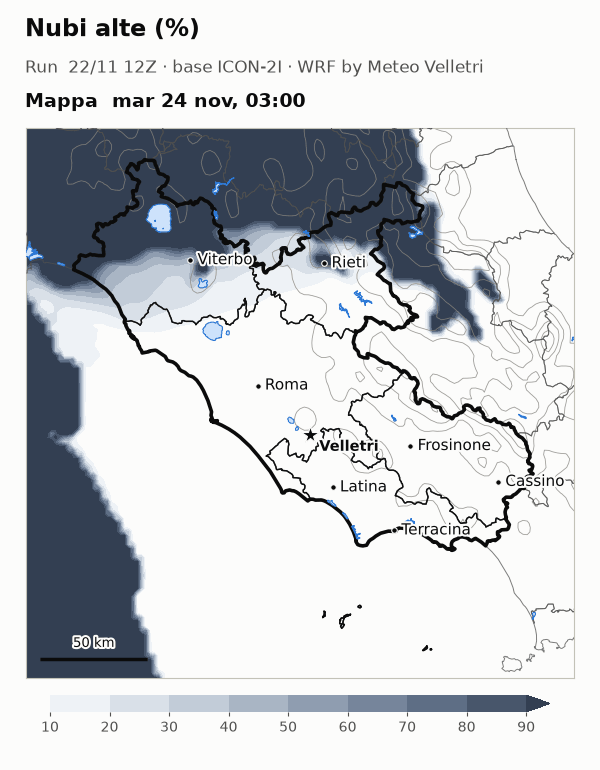 Nubi alte (%)
Run  22/11 12Z · base ICON-2I · WRF by Meteo Velletri
Mappa  mar 24 nov, 03:00
Viterbo
Rieti
Roma
Velletri
Frosinone
Cassino
Latina
Terracina
50 km
10 20 30 40 50 60 70 80 90